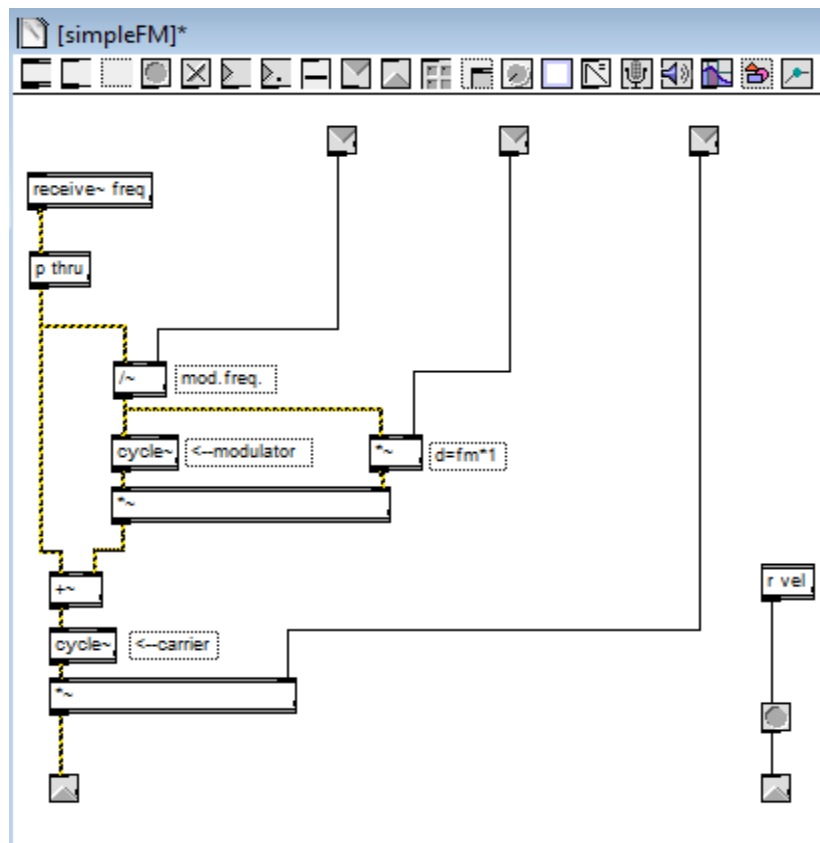 [simpleFM]*
receive~ freq
p thru
/~
mod.freq.
cycle~
<--modulator
*~
d=fm*1
*~
+~
r vel
cycle~
<--carrier
*~